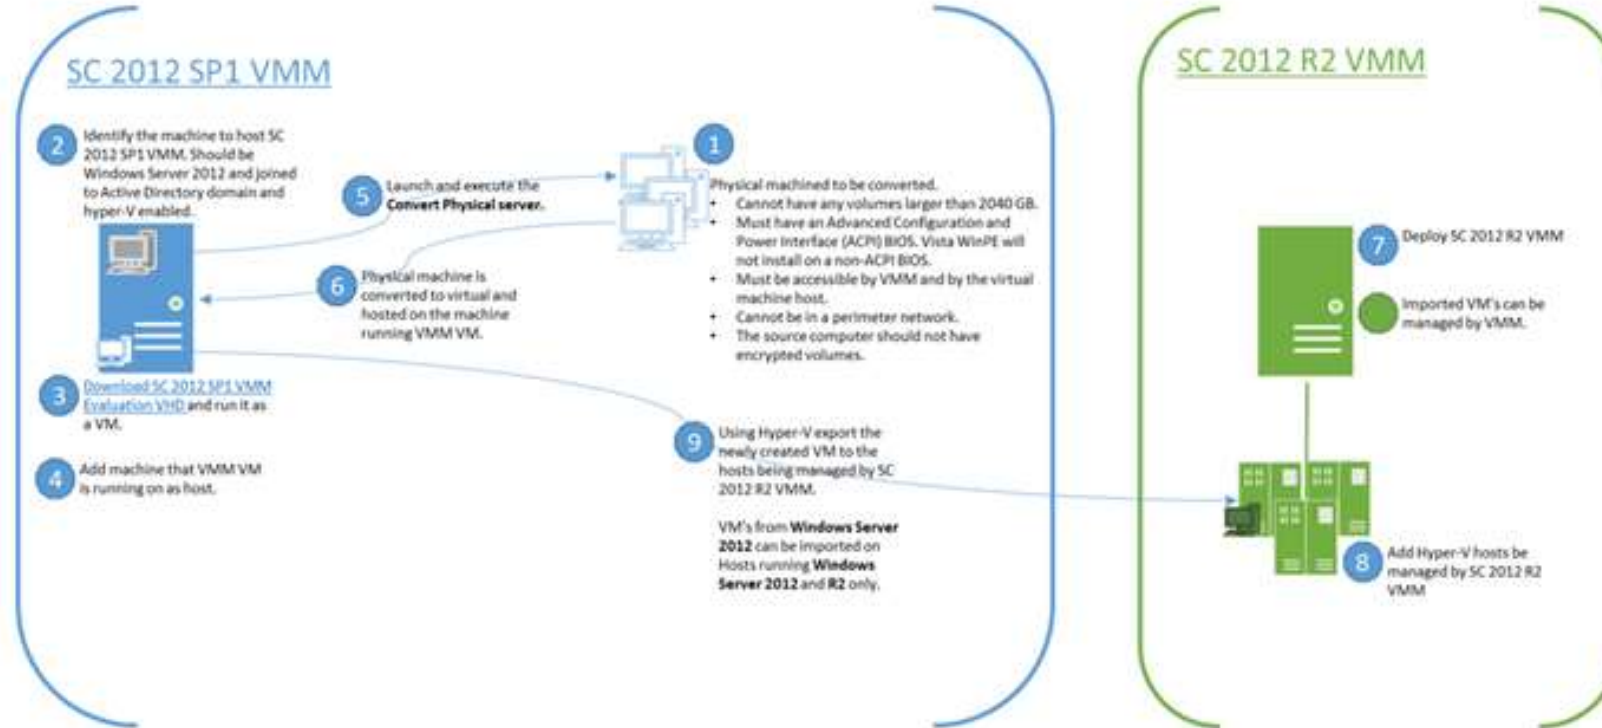 SC 2012 SP1 VMM
2
Identify the machine to host SC
2012 SP1 VMM. Should be
Windows Server 2012 and joined
to Active Directory domain and
hyper-V enabled.
5
Launch and execute the
Convert Physical server.
1
Physical machined to be converted.
• Cannot have any volumes larger than 2040 GB.
• Must have an Advanced Configuration and
Power Interface (ACPI) BIOS. Vista WinPE will
not install on a non-ACPI BIOS.
• Must be accessible by VMM and by the virtual
machine host.
• Cannot be in a perimeter network.
• The source computer should not have
encrypted volumes.
6
Physical machine is
converted to virtual and
hosted on the machine
running VMM VM.
3
Download SC 2012 SP1 VMM
Evaluation VHD and run it as
a VM.
4
Add machine that VMM VM
is running on as host.
9
Using Hyper-V export the
newly created VM to the
hosts being managed by SC
2012 R2 VMM.
VM's from Windows Server
2012 can be imported on
Hosts running Windows
Server 2012 and R2 only.
SC 2012 R2 VMM
7
Deploy SC 2012 R2 VMM
Imported VM's can be
managed by VMM.
8
Add Hyper-V hosts be
managed by SC 2012 R2
VMM